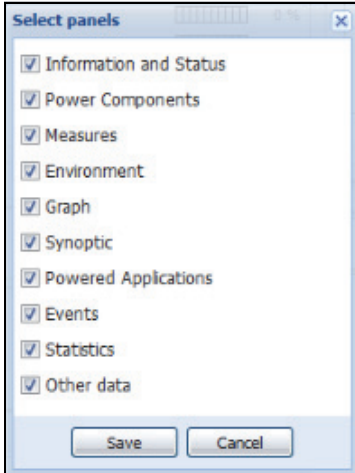 Select panels
0 %
Information and Status
Power Components
Measures
Environment
Graph
Synoptic
Powered Applications
Events
Statistics
Other data
Save
Cancel